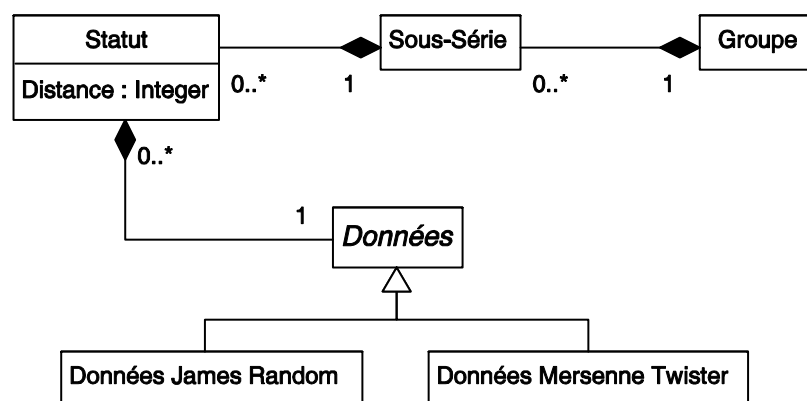 Statut
Distance : Integer
0..*
1
Sous-Série
0..*
1
Groupe
0..*
1
Données
Données James Random
Données Mersenne Twister